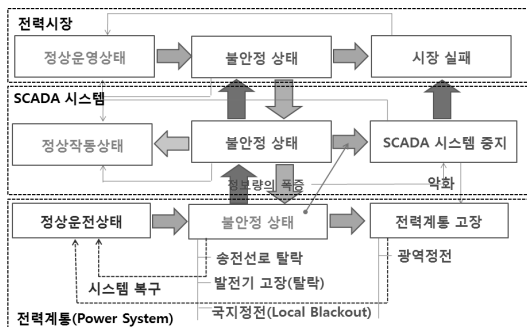 전력시장
정상운영상태
불안정 상태
시장 실패
SCADA 시스템
정상작동상태
불안정 상태
SCADA 시스템 중지
정보량의 폭증
악화
정상운전상태
불안정 상태
전력계통 고장
송전선로 탈락
광역정전
시스템 복구
발전기 고장(탈락)
국지정전(Local Blackout)
전력계통(Power System)